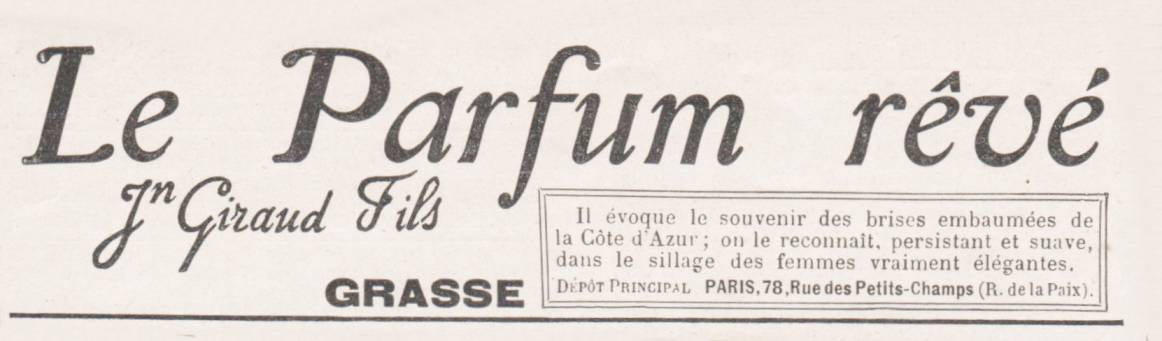 Le Parfum rêvé
Jn Giraud Fils
GRASSE
Il évoque le souvenir des brises embaumées de
la Côte d'Azur ; on le reconnaît, persistant et suave,
dans le sillage des femmes vraiment élégantes.
DÉPÔT PRINCIPAL PARIS, 78, Rue des Petits-Champs (R. de la Paix).